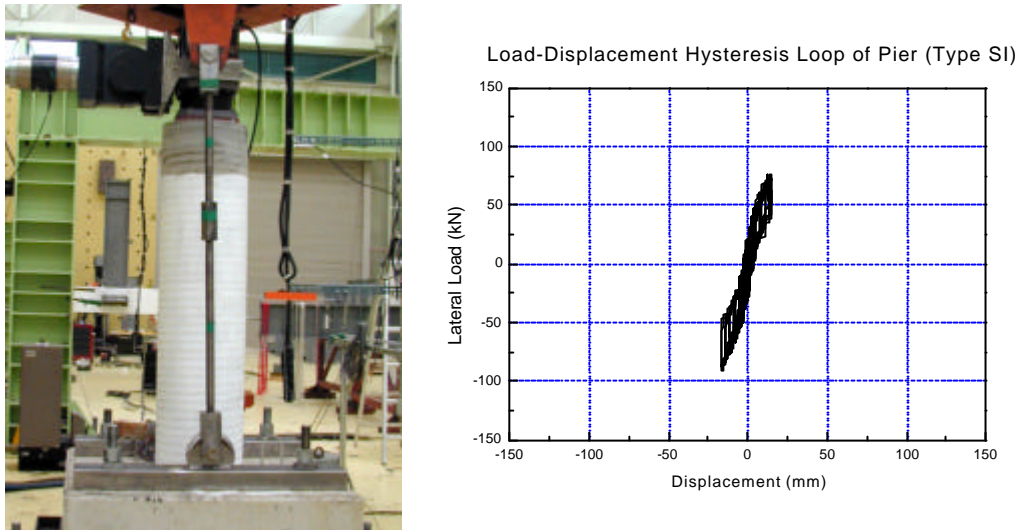 Load-Displacement Hysteresis Loop of Pier (Type SI)
150
100
50
0
-50
-100
-150
Lateral Load (kN)
-150 -100 -50 0 50 100 150
Displacement (mm)